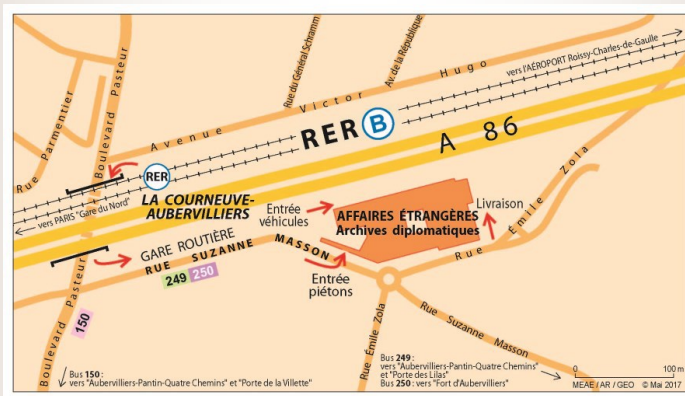 Rue Parmentier
Boulevard Pasteur
Avenue Victor Hugo
Rue du Général Schramm
Av. de la République
vers l'AÉROPORT Roissy-Charles-de-Gaulle
RER B
A 86
RER
LA COURNEUVE-
AUBERVILLIERS
vers PARIS "Gare du Nord"
GARE ROUTIÈRE
RUE SUZANNE MASSON
249 250
Entrée
véhicules
AFFAIRES ÉTRANGÈRES
Archives diplomatiques
Livraison
Rue Émile Zola
Entrée
piétons
Boulevard Pasteur
150
Rue Émile Zola
Rue Suzanne Masson
Bus 150 :
vers "Aubervilliers-Pantin-Quatre Chemins" et "Porte de la Villette"
Bus 249 :
vers "Aubervilliers-Pantin-Quatre Chemins"
et "Porte des Lilas"
Bus 250 : vers "Fort d'Aubervilliers"
0 100 m
MEAE / AR / GEO © Mai 2017